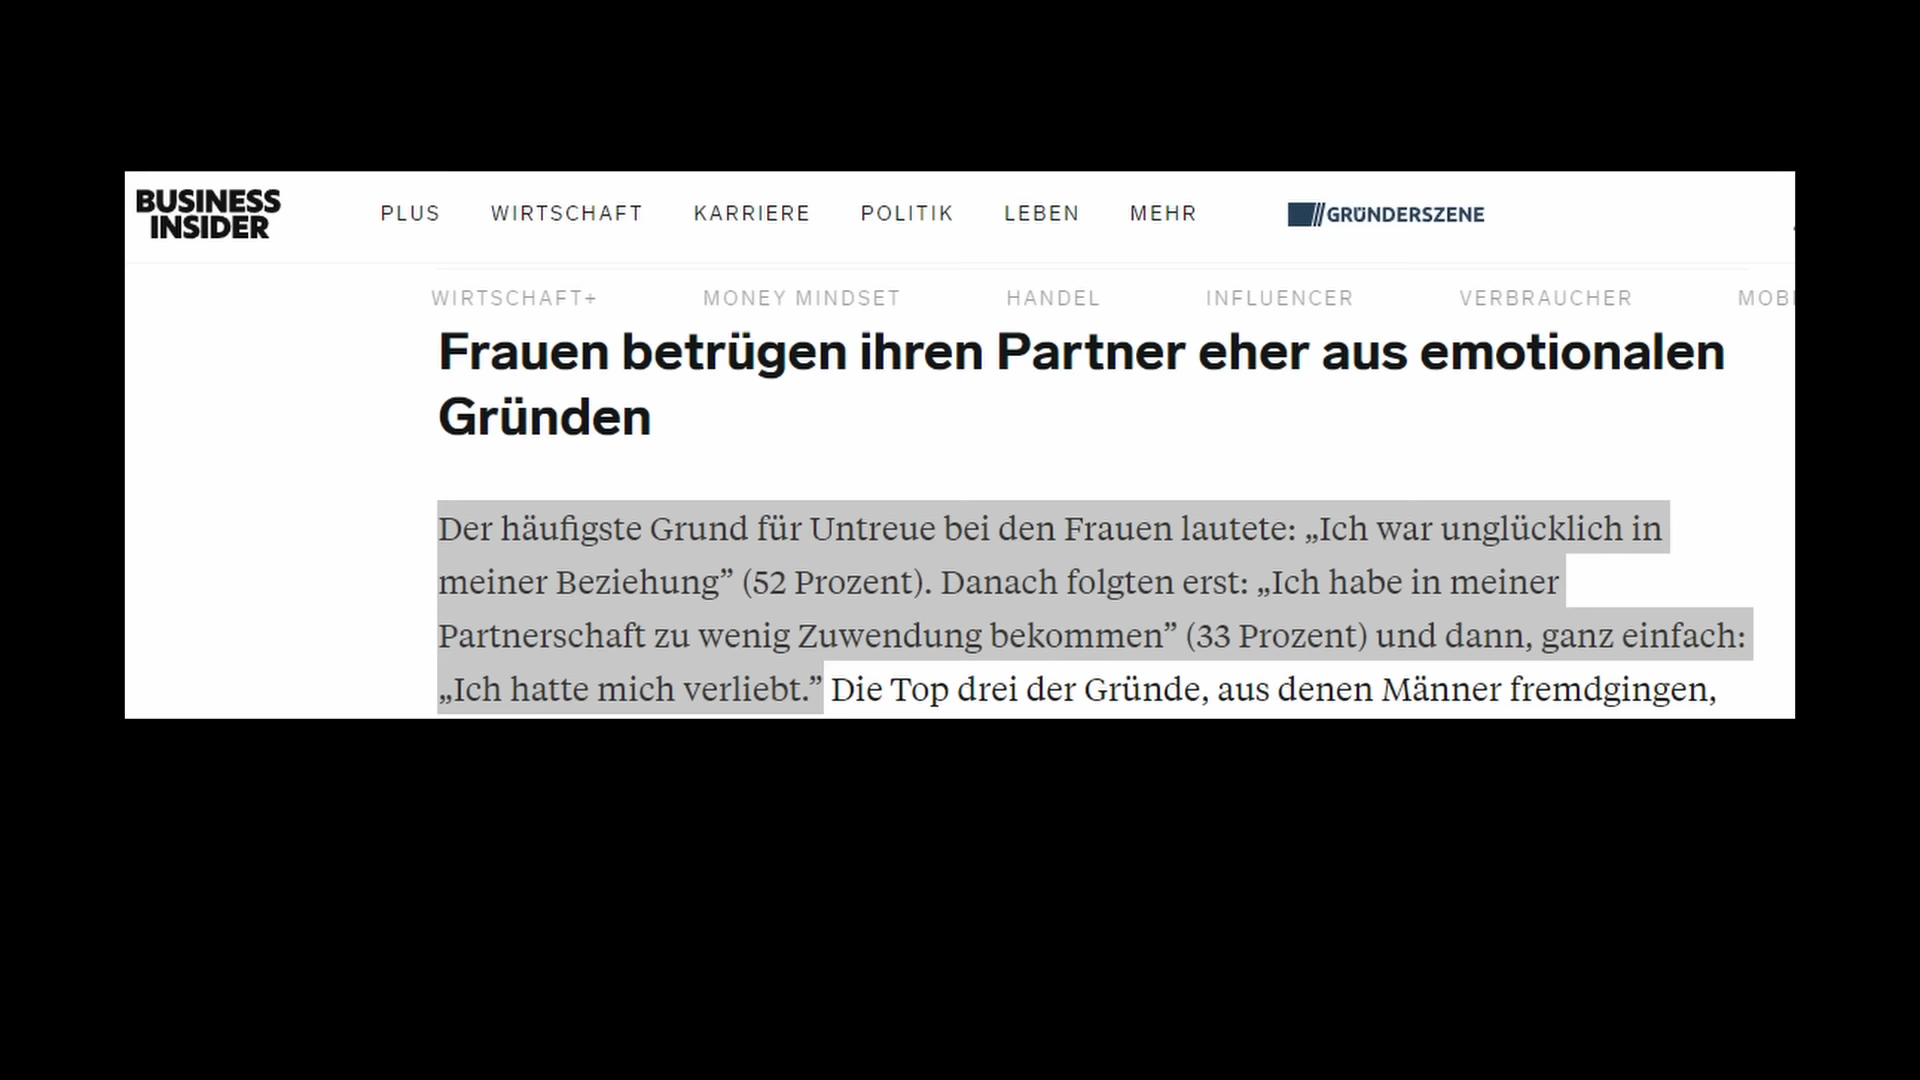 BUSINESS
INSIDER
PLUS WIRTSCHAFT KARRIERE POLITIK LEBEN MEHR GRÜNDERSZENE
WIRTSCHAFT+ MONEY MINDSET HANDEL INFLUENCER VERBRAUCHER
Frauen betrügen ihren Partner eher aus emotionalen
Gründen
Der häufigste Grund für Untreue bei den Frauen lautete: „Ich war unglücklich in
meiner Beziehung” (52 Prozent). Danach folgten erst: „Ich habe in meiner
Partnerschaft zu wenig Zuwendung bekommen” (33 Prozent) und dann, ganz einfach:
„Ich hatte mich verliebt.” Die Top drei der Gründe, aus denen Männer fremdgingen,